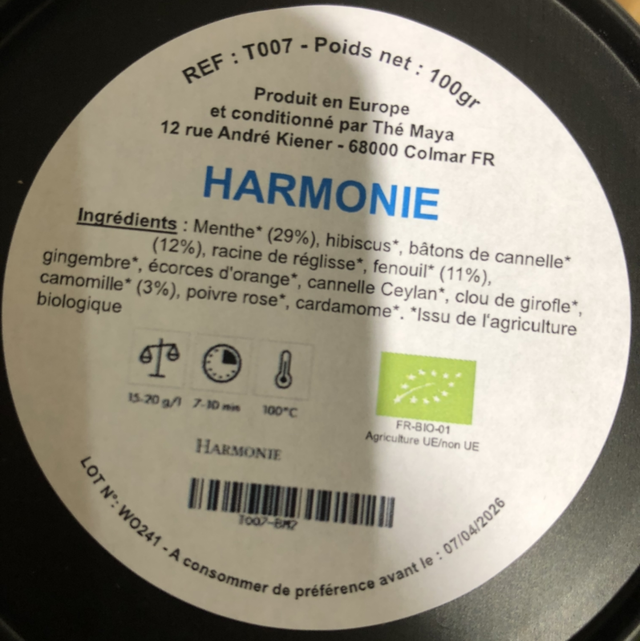 REF : T007 - Poids net : 100gr
Produit en Europe
et conditionné par Thé Maya
12 rue André Kiener - 68000 Colmar FR
HARMONIE
Ingrédients : Menthe* (29%), hibiscus*, bâtons de cannelle*
(12%), racine de réglisse*, fenouil* (11%),
gingembre*, écorces d'orange*, cannelle Ceylan*, clou de girofle*,
camomille* (3%), poivre rose*, cardamome*. *Issu de l'agriculture
biologique
15-20 g/l 7-10 min 100°C
FR-BIO-01
Agriculture UE/non UE
HARMONIE
LOT N°: WO241 - A consommer de préférence avant le : 07/04/2026